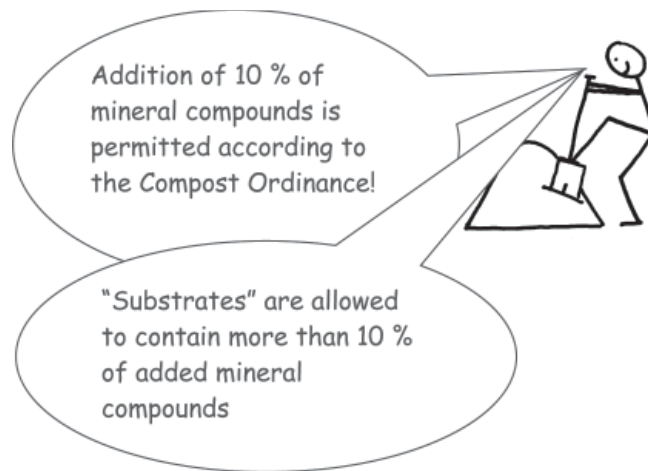 Addition of 10 % of
mineral compounds is
permitted according to
the Compost Ordinance!
“Substrates” are allowed
to contain more than 10 %
of added mineral
compounds